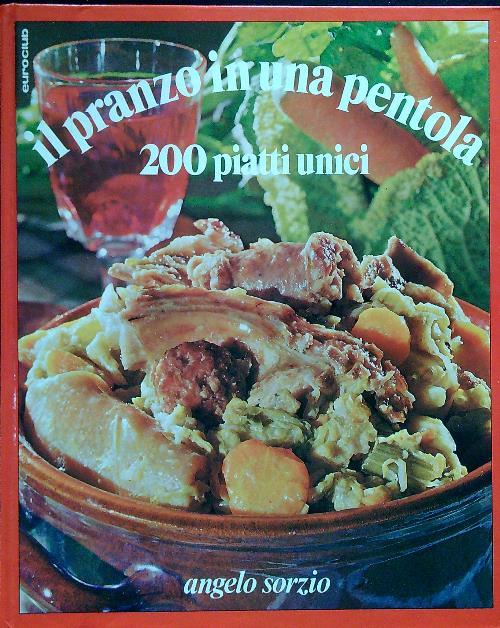 euroclub
il pranzo in una pentola
200 piatti unici
angelo sorzio